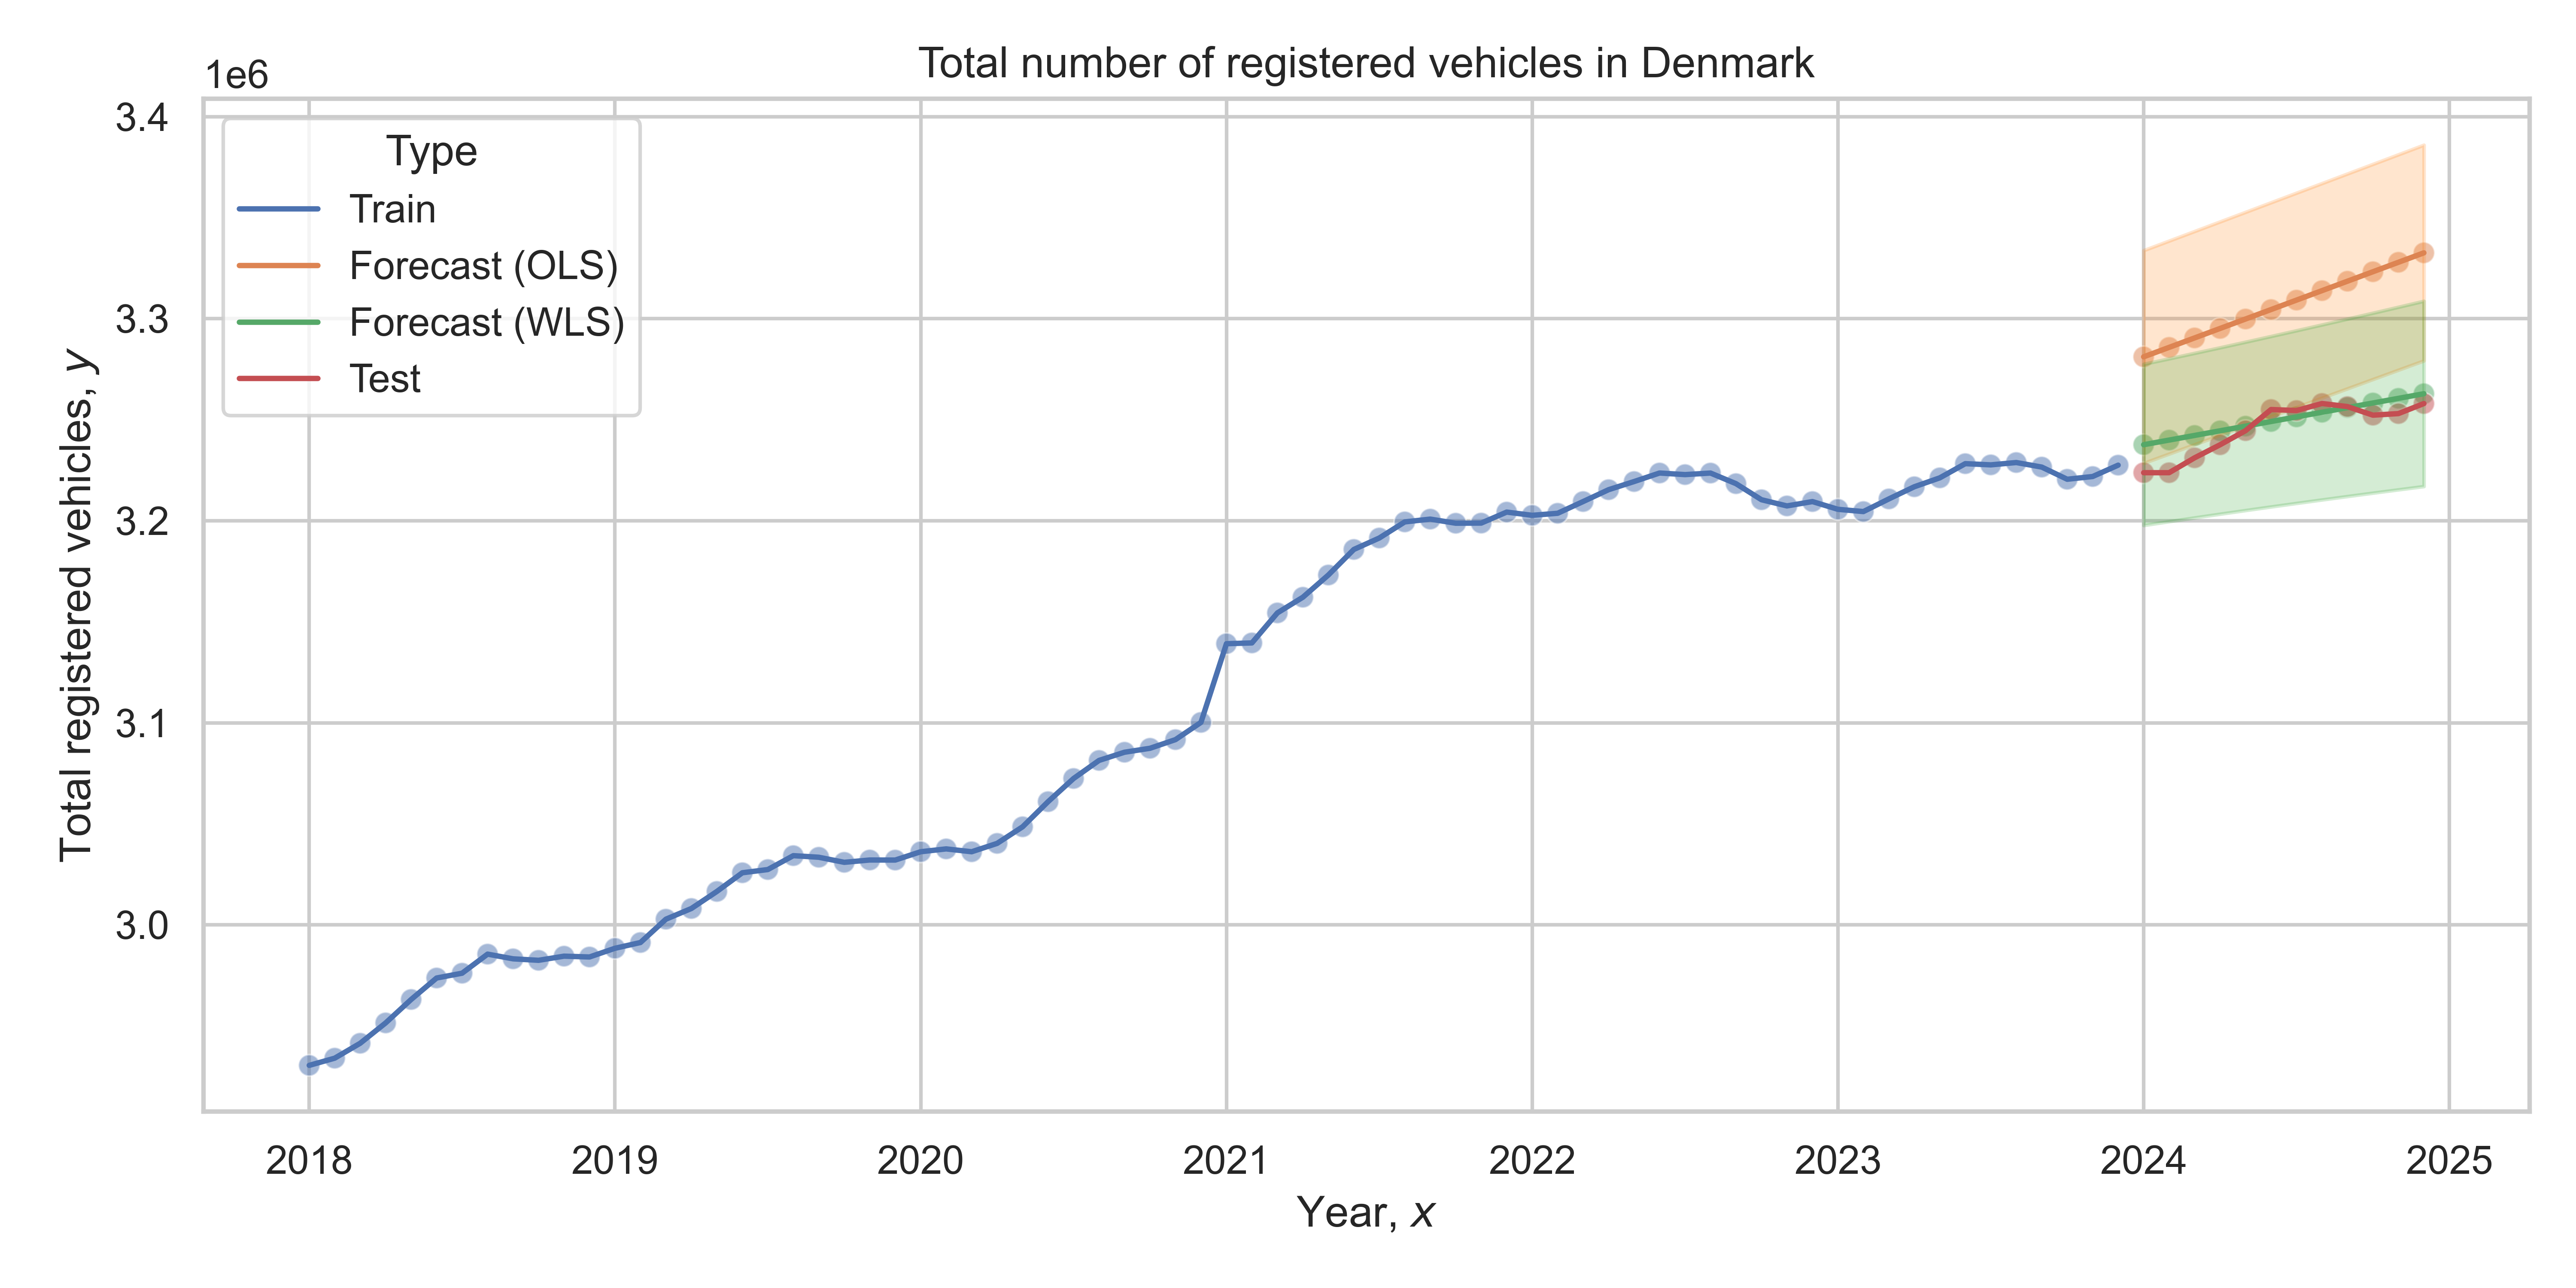 Total number of registered vehicles in Denmark
1e6
3.4
3.3
3.2
3.1
3.0
Total registered vehicles, y
Type
Train
Forecast (OLS)
Forecast (WLS)
Test
2018 2019 2020 2021 2022 2023 2024 2025
Year, x